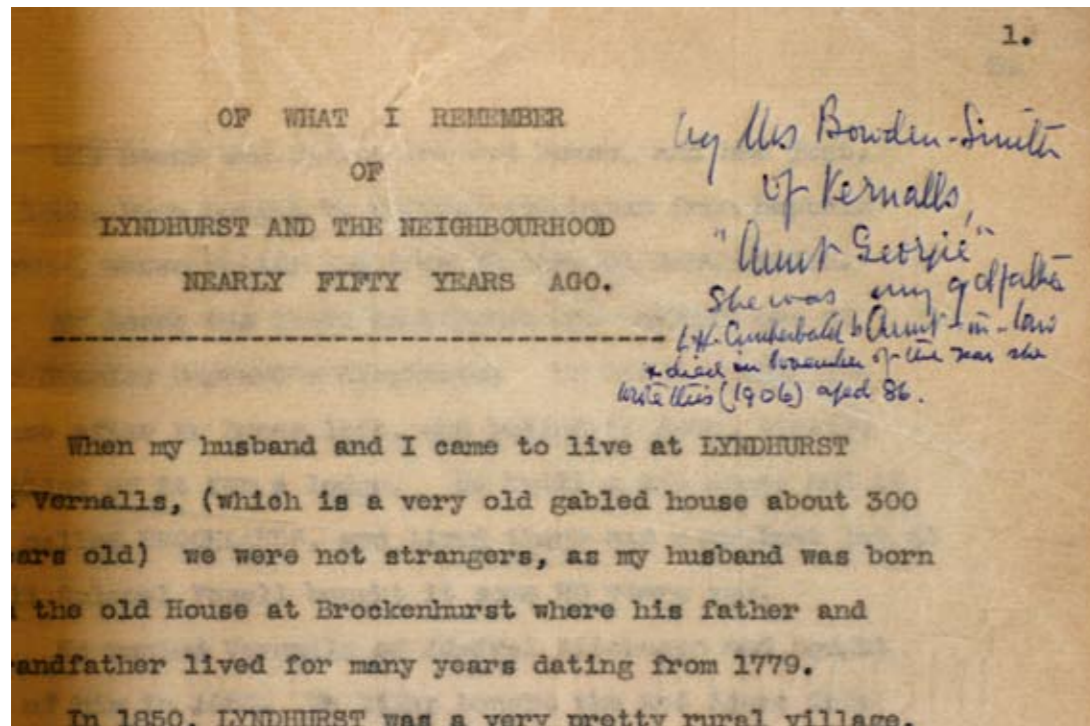 1.
OF WHAT I REMEMBER
OF
LYNDHURST AND THE NEIGHBOURHOOD
NEARLY FIFTY YEARS AGO.
by Mrs Bowden-Smith
of Vernalls,
"Aunt Georgie"
She was my godfather
Aunt-in-law
& died in November of the year she
wrote this (1906) aged 86.
When my husband and I came to live at LYNDHURST
Vernalls, (which is a very old gabled house about 300
ears old) we were not strangers, as my husband was born
the old House at Brockenhurst where his father and
randfather lived for many years dating from 1779.
In 1850, LYNDHURST was a very pretty rural village,